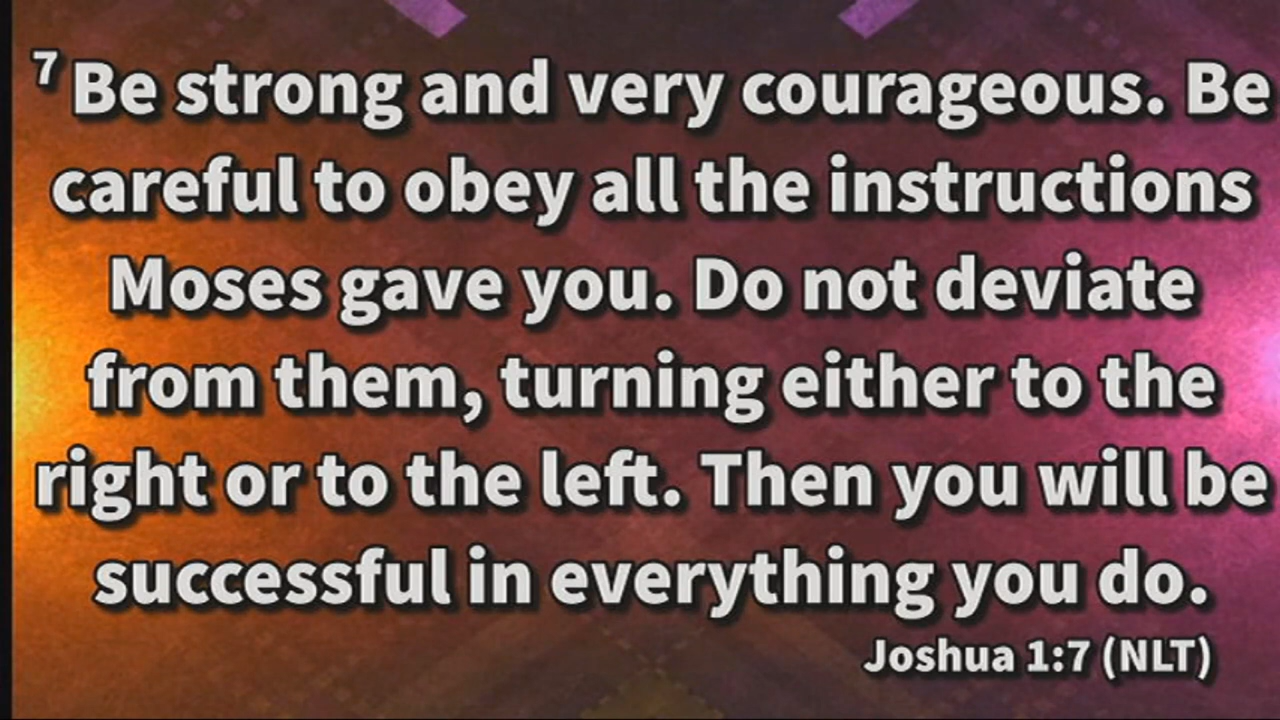 7 Be strong and very courageous. Be
careful to obey all the instructions
Moses gave you. Do not deviate
from them, turning either to the
right or to the left. Then you will be
successful in everything you do.
Joshua 1:7 (NLT)